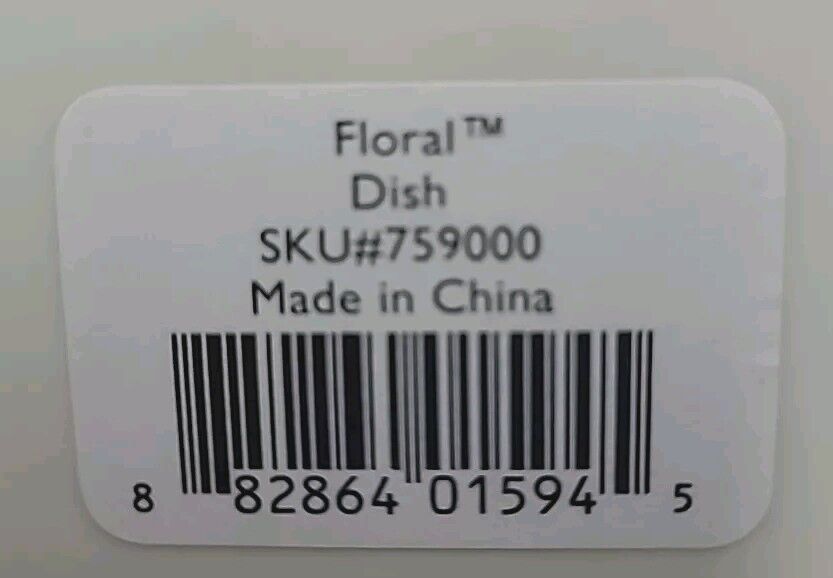 Floral™
Dish
SKU#759000
Made in China
8 82864 01594 5